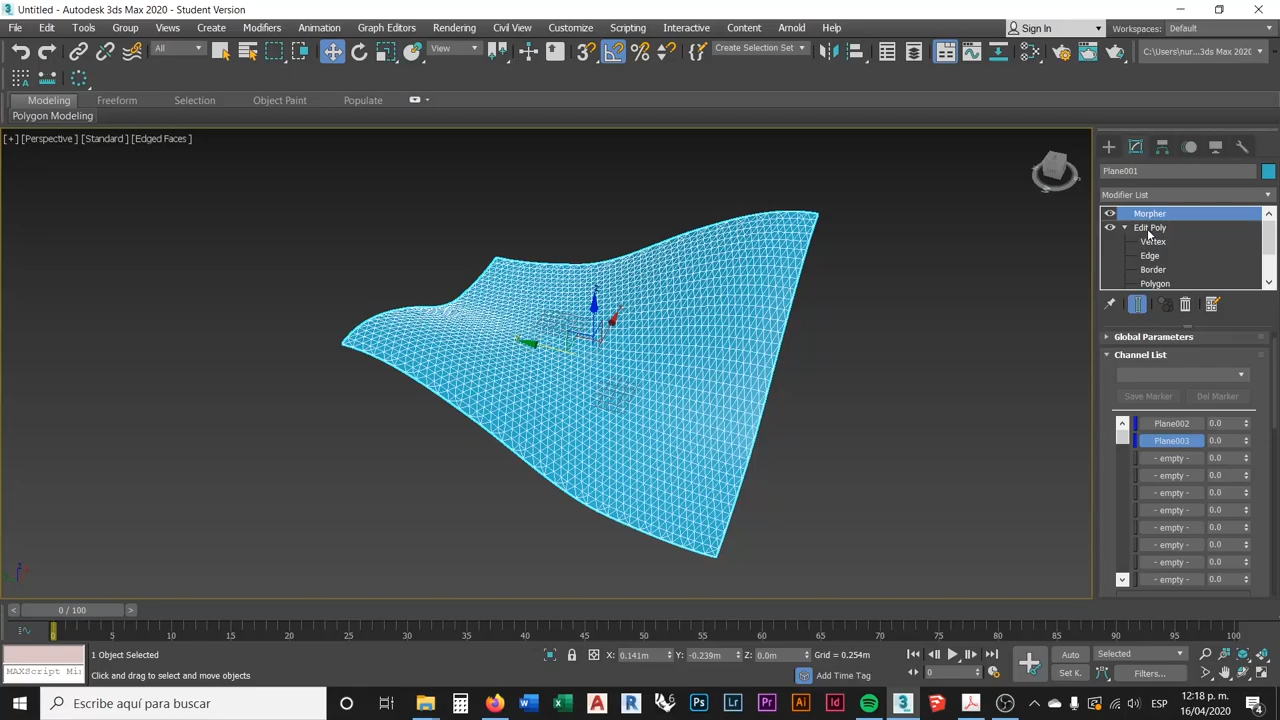 Untitled - Autodesk 3ds Max 2020 - Student Version
File Edit Tools Group Views Create Modifiers Animation Graph Editors Rendering Civil View Customize Scripting Interactive Content Arnold Help
Sign In
Workspaces: Default
All
View
Create Selection Set
C:\Users\nur...3ds Max 2020
Modeling Freeform Selection Object Paint Populate
Polygon Modeling
[+] [Perspective] [Standard] [Edged Faces]
Plane001
Modifier List
Morpher
Edit Poly
Vertex
Edge
Border
Polygon
Global Parameters
Channel List
Save Marker Del Marker
Plane002 0.0
Plane003 0.0
- empty - 0.0
- empty - 0.0
- empty - 0.0
- empty - 0.0
- empty - 0.0
- empty - 0.0
- empty - 0.0
- empty - 0.0
z
0 / 100
0 5 10 15 20 25 30 35 40 45 50 55 60 65 70 75 80 85 90 95 100
1 Object Selected
X: 0.141m Y: -0.239m Z: 0.0m Grid = 0.254m
Auto Selected
MAXScript Mi:
Click and drag to select and move objects
Add Time Tag
0
Set K. Filters...
Escribe aquí para buscar
ESP
12:18 p. m.
16/04/2020